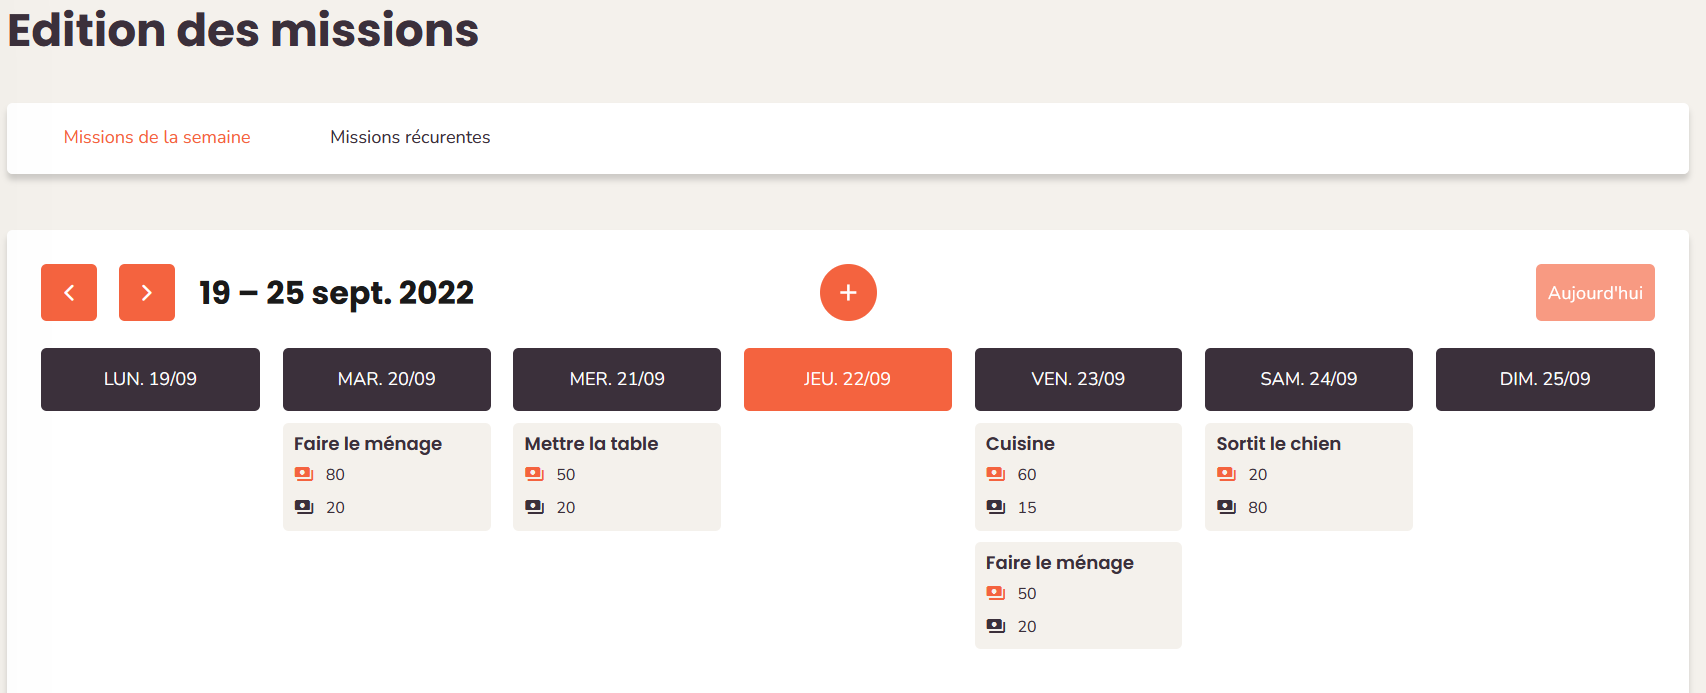 Edition des missions
Missions de la semaine
Missions récurentes
19 – 25 sept. 2022
+
Aujourd'hui
LUN. 19/09
MAR. 20/09
MER. 21/09
JEU. 22/09
VEN. 23/09
SAM. 24/09
DIM. 25/09
Faire le ménage
80
20
Mettre la table
50
20
Cuisine
60
15
Faire le ménage
50
20
Sortit le chien
20
80